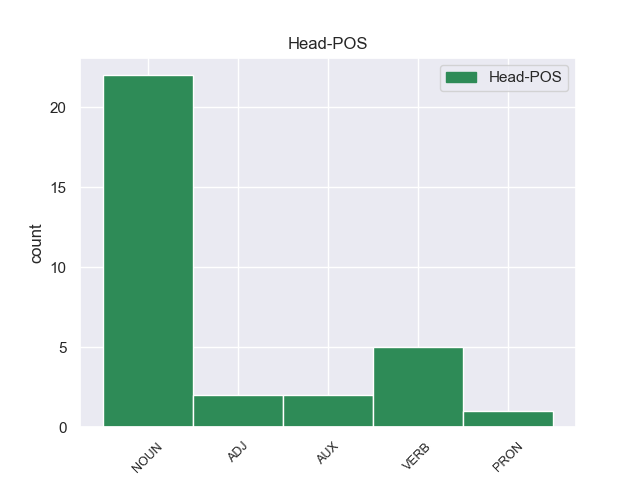 Head-POS
Head-POS
count
20
15
10
5
0
NOUN
ADJ
AUX
VERB
PRON